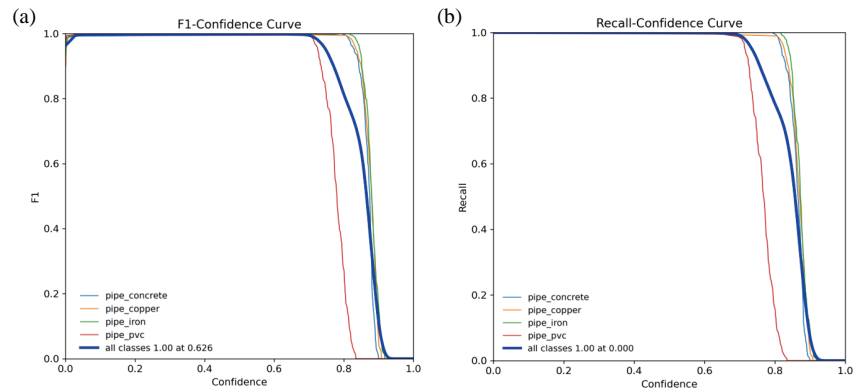 (a)
F1-Confidence Curve
1.0
0.8
0.6
0.4
0.2
0.0
F1
0.0 0.2 0.4 0.6 0.8 1.0
Confidence
pipe_concrete
pipe_copper
pipe_iron
pipe_pvc
all classes 1.00 at 0.626
(b)
Recall-Confidence Curve
1.0
0.8
0.6
0.4
0.2
0.0
Recall
0.0 0.2 0.4 0.6 0.8 1.0
Confidence
pipe_concrete
pipe_copper
pipe_iron
pipe_pvc
all classes 1.00 at 0.000